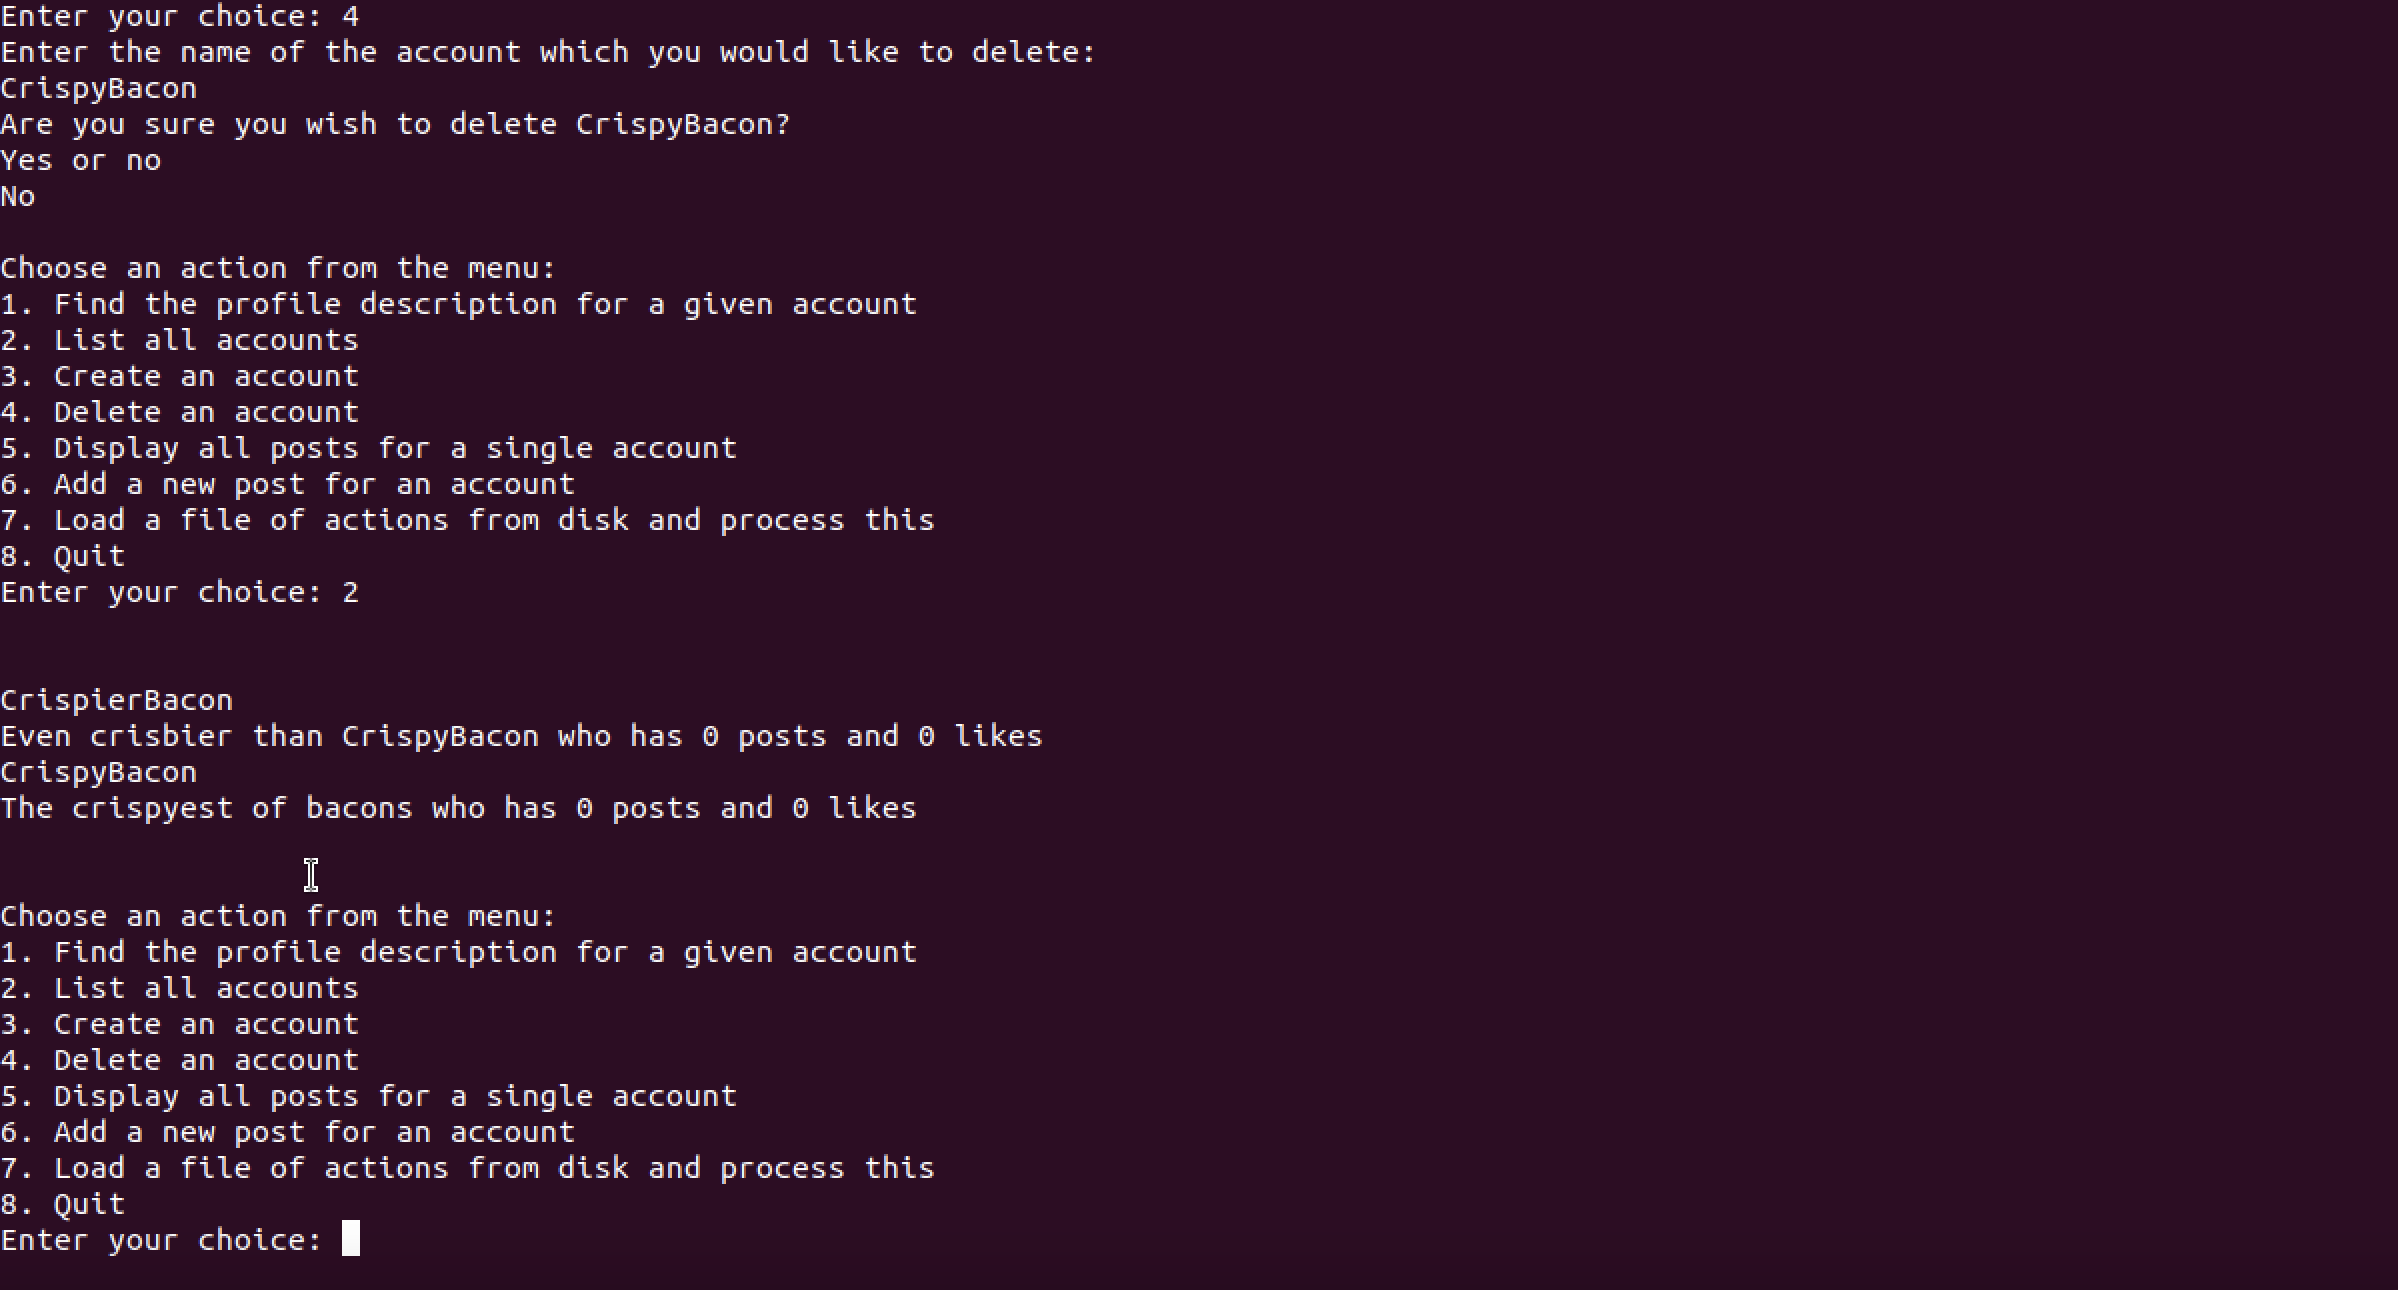 Enter your choice: 4
Enter the name of the account which you would like to delete:
CrispyBacon
Are you sure you wish to delete CrispyBacon?
Yes or no
No
Choose an action from the menu:
1. Find the profile description for a given account
2. List all accounts
3. Create an account
4. Delete an account
5. Display all posts for a single account
6. Add a new post for an account
7. Load a file of actions from disk and process this
8. Quit
Enter your choice: 2
CrispierBacon
Even crisbier than CrispyBacon who has 0 posts and 0 likes
CrispyBacon
The crispyest of bacons who has 0 posts and 0 likes
Choose an action from the menu:
1. Find the profile description for a given account
2. List all accounts
3. Create an account
4. Delete an account
5. Display all posts for a single account
6. Add a new post for an account
7. Load a file of actions from disk and process this
8. Quit
Enter your choice: